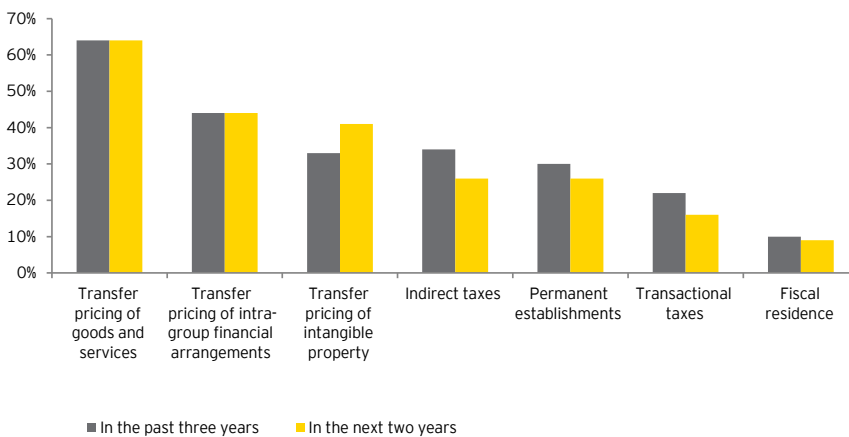 70%
60%
50%
40%
30%
20%
10%
0%
Transfer
pricing of
goods and
services
Transfer
pricing of intra-
group financial
arrangements
Transfer
pricing of
intangible
property
Indirect taxes
Permanent
establishments
Transactional
taxes
Fiscal
residence
In the past three years
In the next two years